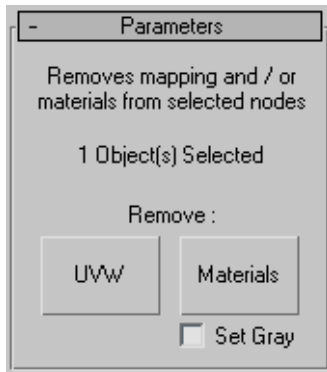 - Parameters
Removes mapping and / or
materials from selected nodes
1 Object(s) Selected
Remove :
UVW Materials
Set Gray